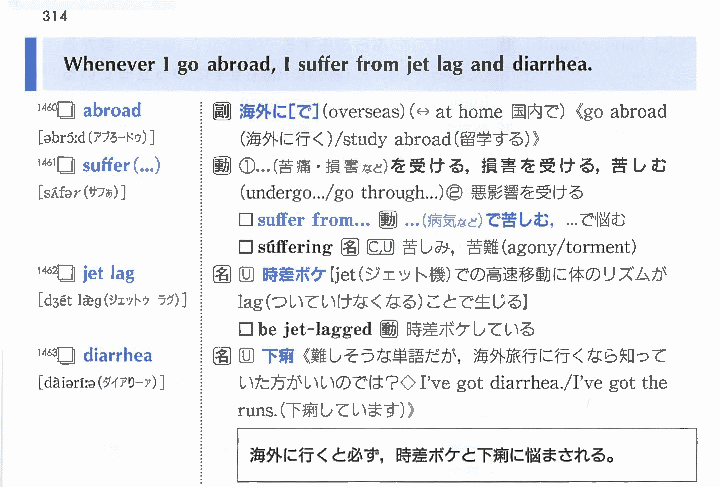 314
Whenever I go abroad, I suffer from jet lag and diarrhea.
1460□ abroad
[əbrɔ́ːd(アブろードゥ)]
副 海外に[で](overseas)(↔ at home 国内で)《go abroad
(海外に行く)/study abroad(留学する)》
1461□ suffer(...)
[sʌ́fər(サふァ)]
動 ①...(苦痛・損害など)を受ける，損害を受ける，苦しむ
(undergo.../go through...)② 悪影響を受ける
□ suffer from... 動 ...(病気など)で苦しむ，...で悩む
□ súffering 名 C,U 苦しみ，苦難(agony/torment)
1462□ jet lag
[dʒét læg(ヂェットゥ ラグ)]
名 U 時差ボケ[jet(ジェット機)での高速移動に体のリズムが
lag(ついていけなくなる)ことで生じる]
□ be jet-lagged 動 時差ボケしている
1463□ diarrhea
[dàiəríːə(ダイアリーァ)]
名 U 下痢《難しそうな単語だが，海外旅行に行くなら知って
いた方がいいのでは？◇I've got diarrhea./I've got the
runs.(下痢しています)》
海外に行くと必ず，時差ボケと下痢に悩まされる。